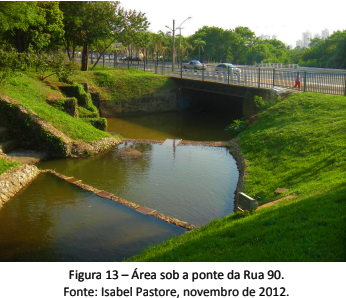 Figura 13 – Área sob a ponte da Rua 90.
Fonte: Isabel Pastore, novembro de 2012.